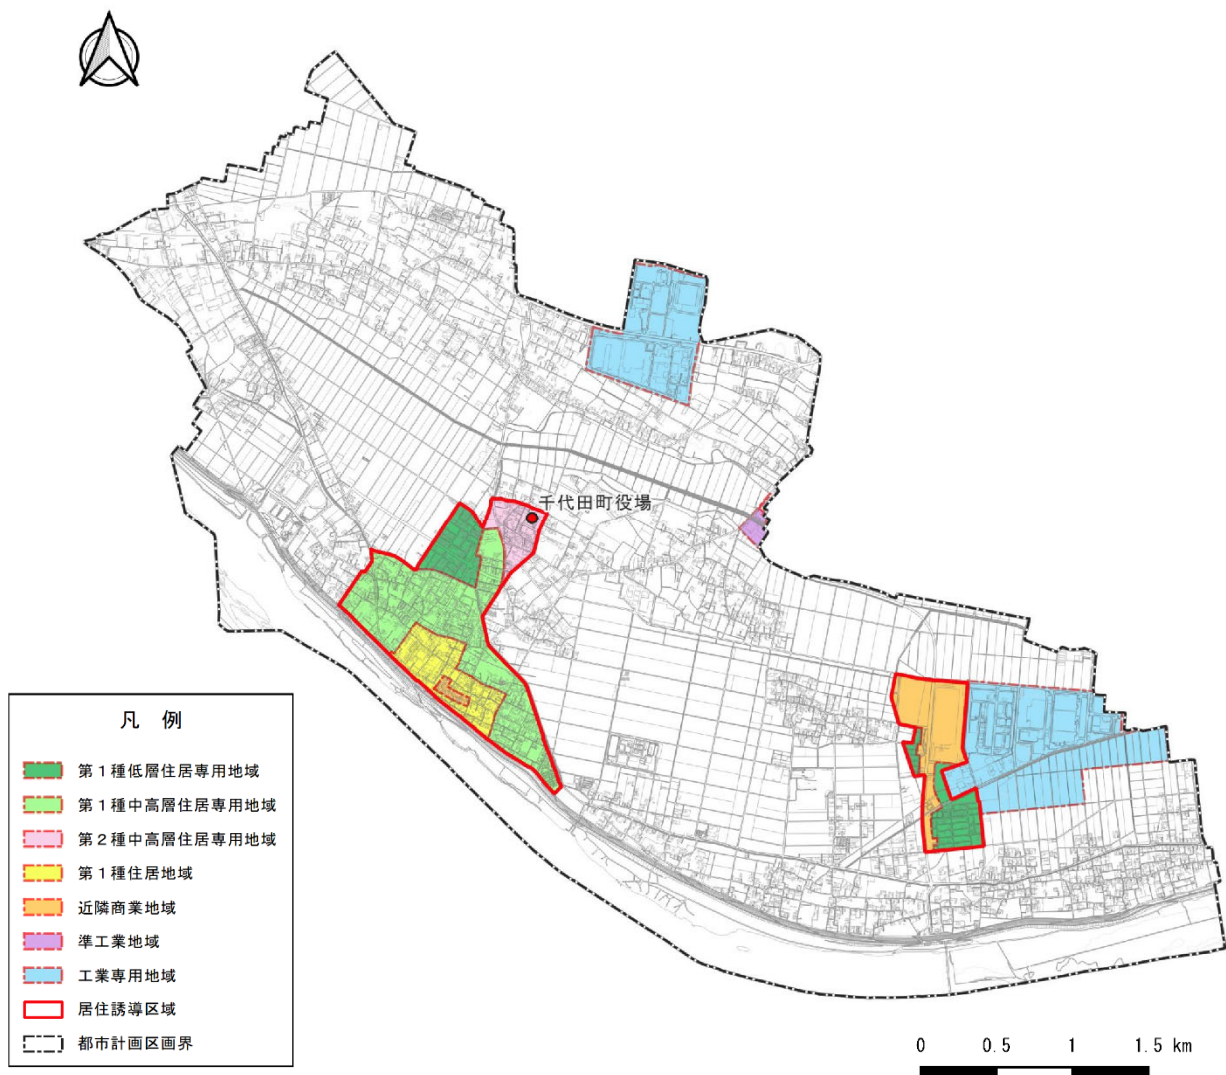 千代田町役場
凡 例
第1種低層住居専用地域
第1種中高層住居専用地域
第2種中高層住居専用地域
第1種住居地域
近隣商業地域
準工業地域
工業専用地域
居住誘導区域
都市計画区画界
0 0.5 1 1.5 km